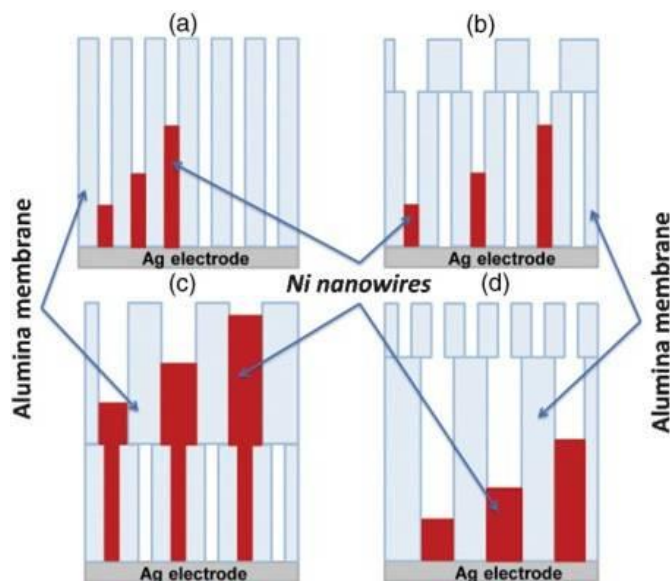 (a)
(b)
Alumina membrane
Ag electrode
Ag electrode
Alumina membrane
(c)
Ni nanowires
(d)
Ag electrode
Ag electrode